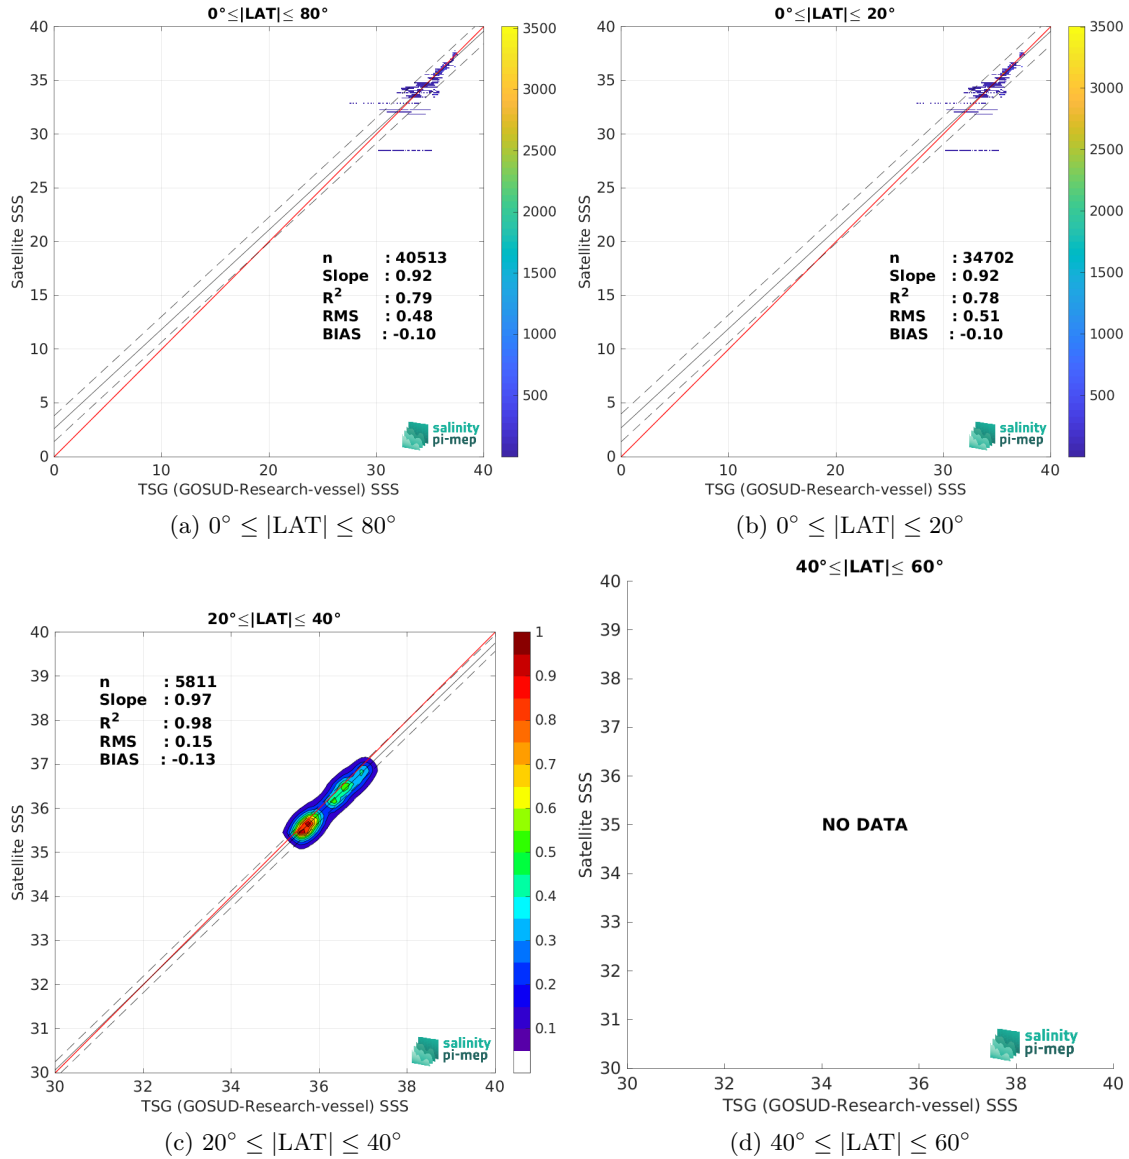 0°≤|LAT|≤ 80°
40
35
30
25
20
15
10
5
0
Satellite SSS
n : 40513
Slope : 0.92
R² : 0.79
RMS : 0.48
BIAS : -0.10
salinity
pi-mep
0 10 20 30 40
TSG (GOSUD-Research-vessel) SSS
3500
3000
2500
2000
1500
1000
500
(a) 0° ≤ |LAT| ≤ 80°
0°≤|LAT|≤ 20°
40
35
30
25
20
15
10
5
0
Satellite SSS
n : 34702
Slope : 0.92
R² : 0.78
RMS : 0.51
BIAS : -0.10
salinity
pi-mep
0 10 20 30 40
TSG (GOSUD-Research-vessel) SSS
3500
3000
2500
2000
1500
1000
500
(b) 0° ≤ |LAT| ≤ 20°
20°≤|LAT|≤ 40°
40
39
38
37
36
35
34
33
32
31
30
Satellite SSS
n : 5811
Slope : 0.97
R² : 0.98
RMS : 0.15
BIAS : -0.13
salinity
pi-mep
30 32 34 36 38 40
TSG (GOSUD-Research-vessel) SSS
1
0.9
0.8
0.7
0.6
0.5
0.4
0.3
0.2
0.1
(c) 20° ≤ |LAT| ≤ 40°
40°≤|LAT|≤ 60°
40
39
38
37
36
35
34
33
32
31
30
Satellite SSS
NO DATA
salinity
pi-mep
30 32 34 36 38 40
TSG (GOSUD-Research-vessel) SSS
(d) 40° ≤ |LAT| ≤ 60°